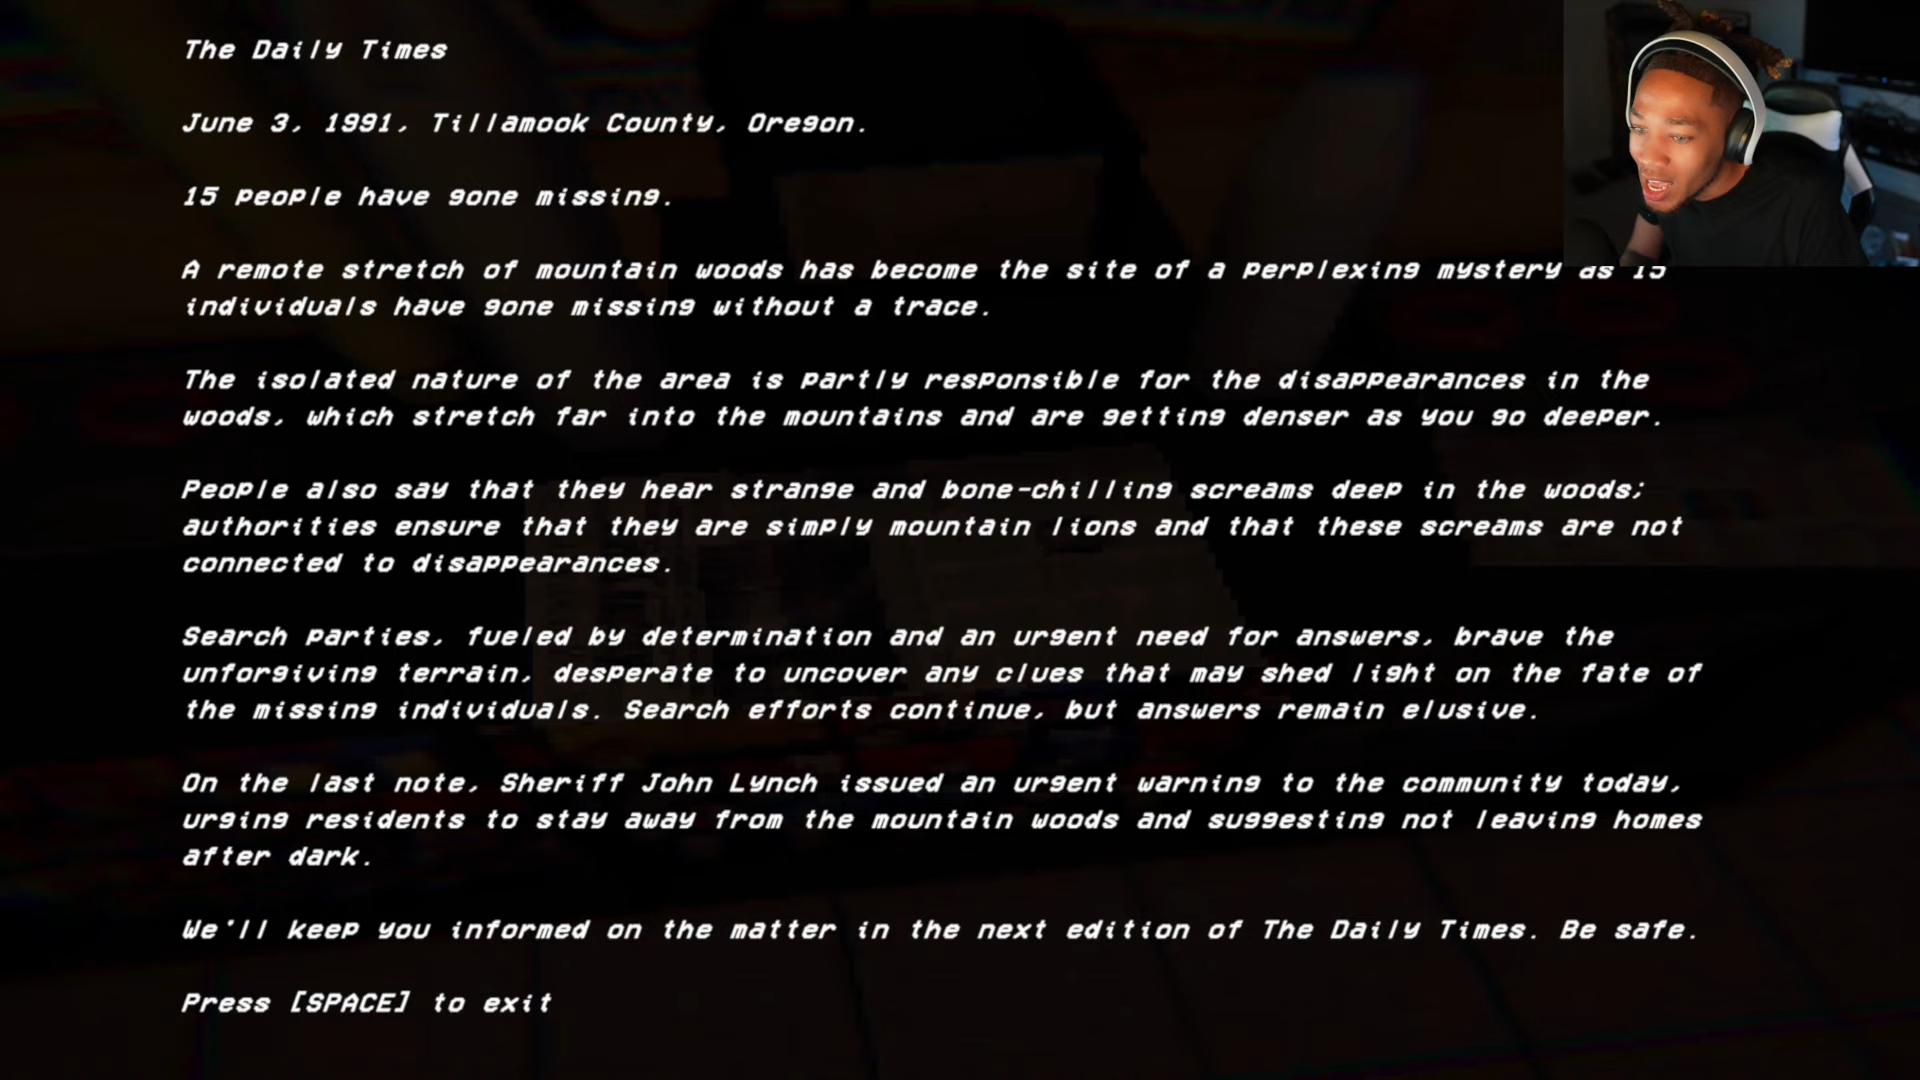 The Daily Times
June 3, 1991, Tillamook County, Oregon.
15 people have gone missing.
A remote stretch of mountain woods has become the site of a perplexing mystery as 15
individuals have gone missing without a trace.
The isolated nature of the area is partly responsible for the disappearances in the
woods, which stretch far into the mountains and are getting denser as you go deeper.
People also say that they hear strange and bone-chilling screams deep in the woods;
authorities ensure that they are simply mountain lions and that these screams are not
connected to disappearances.
Search parties, fueled by determination and an urgent need for answers, brave the
unforgiving terrain, desperate to uncover any clues that may shed light on the fate of
the missing individuals. Search efforts continue, but answers remain elusive.
On the last note, Sheriff John Lynch issued an urgent warning to the community today,
urging residents to stay away from the mountain woods and suggesting not leaving homes
after dark.
We'll keep you informed on the matter in the next edition of The Daily Times. Be safe.
Press [SPACE] to exit